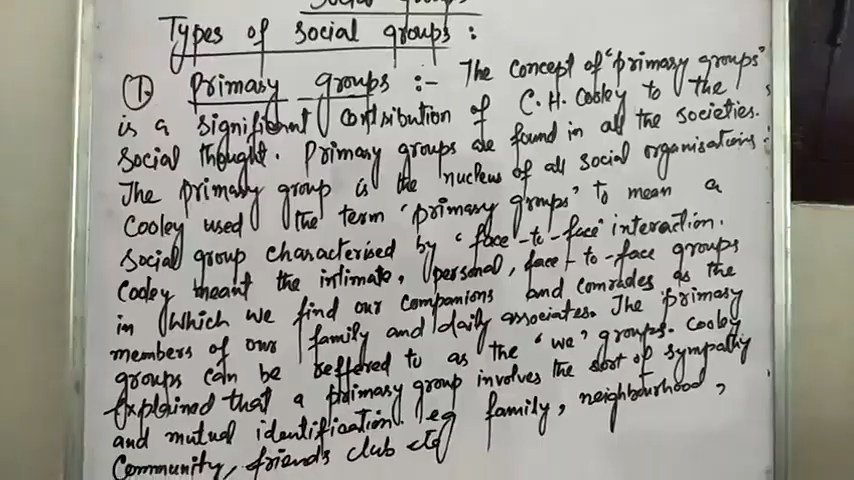 Social groups
Types of social groups :
① Primary groups :- The concept of "primary groups"
is a significant contribution of C.H. Cooley to the
social thought. Primary groups are found in all the societies.
The primary group is the nucleus of all social organisations.
Cooley used the term 'primary groups' to mean a
social group characterised by "face-to-face" interaction.
Cooley meant the intimate, personal, face-to-face groups
in which we find our companions and comrades as the
members of our family and daily associates. The primary
groups can be reffered to as the "we" groups. Cooley
explained that a primary group involves the sort of sympathy
and mutual identification. eg family, neighbourhood,
Community, friends club etc